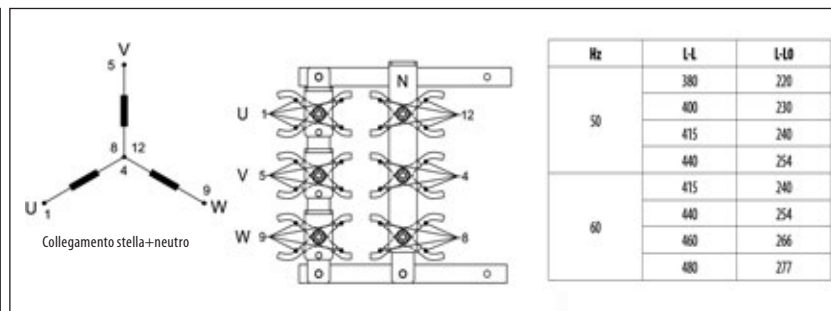 V
5
8 12
4
9
U 1
W
Collegamento stella+neutro
N
U 1 12
V 5 4
W 9 8
Hz L-L L-L0
50
380 220
400 230
415 240
440 254
60
415 240
440 254
460 266
480 277